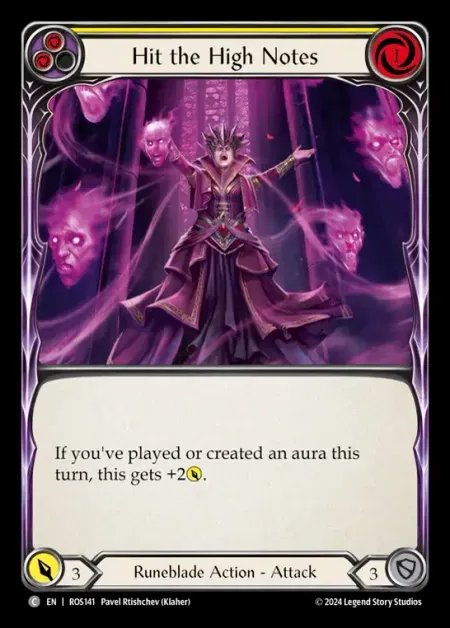 Hit the High Notes
1
If you've played or created an aura this
turn, this gets +2.
3
Runeblade Action - Attack
3
C EN | ROS141 Pavel Rtishchev (Klaher)
© 2024 Legend Story Studios